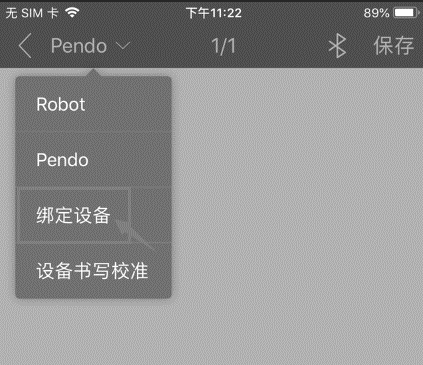 无 SIM 卡 下午11:22 89%
Pendo 1/1 保存
Robot
Pendo
绑定设备
设备书写校准